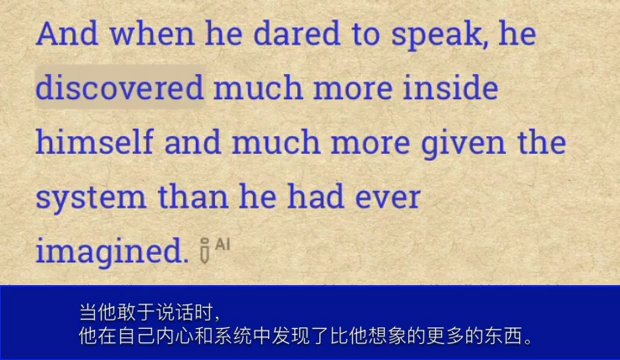 And when he dared to speak, he
discovered much more inside
himself and much more given the
system than he had ever
imagined. AI
当他敢于说话时，
他在自己内心和系统中发现了比他想象的更多的东西。